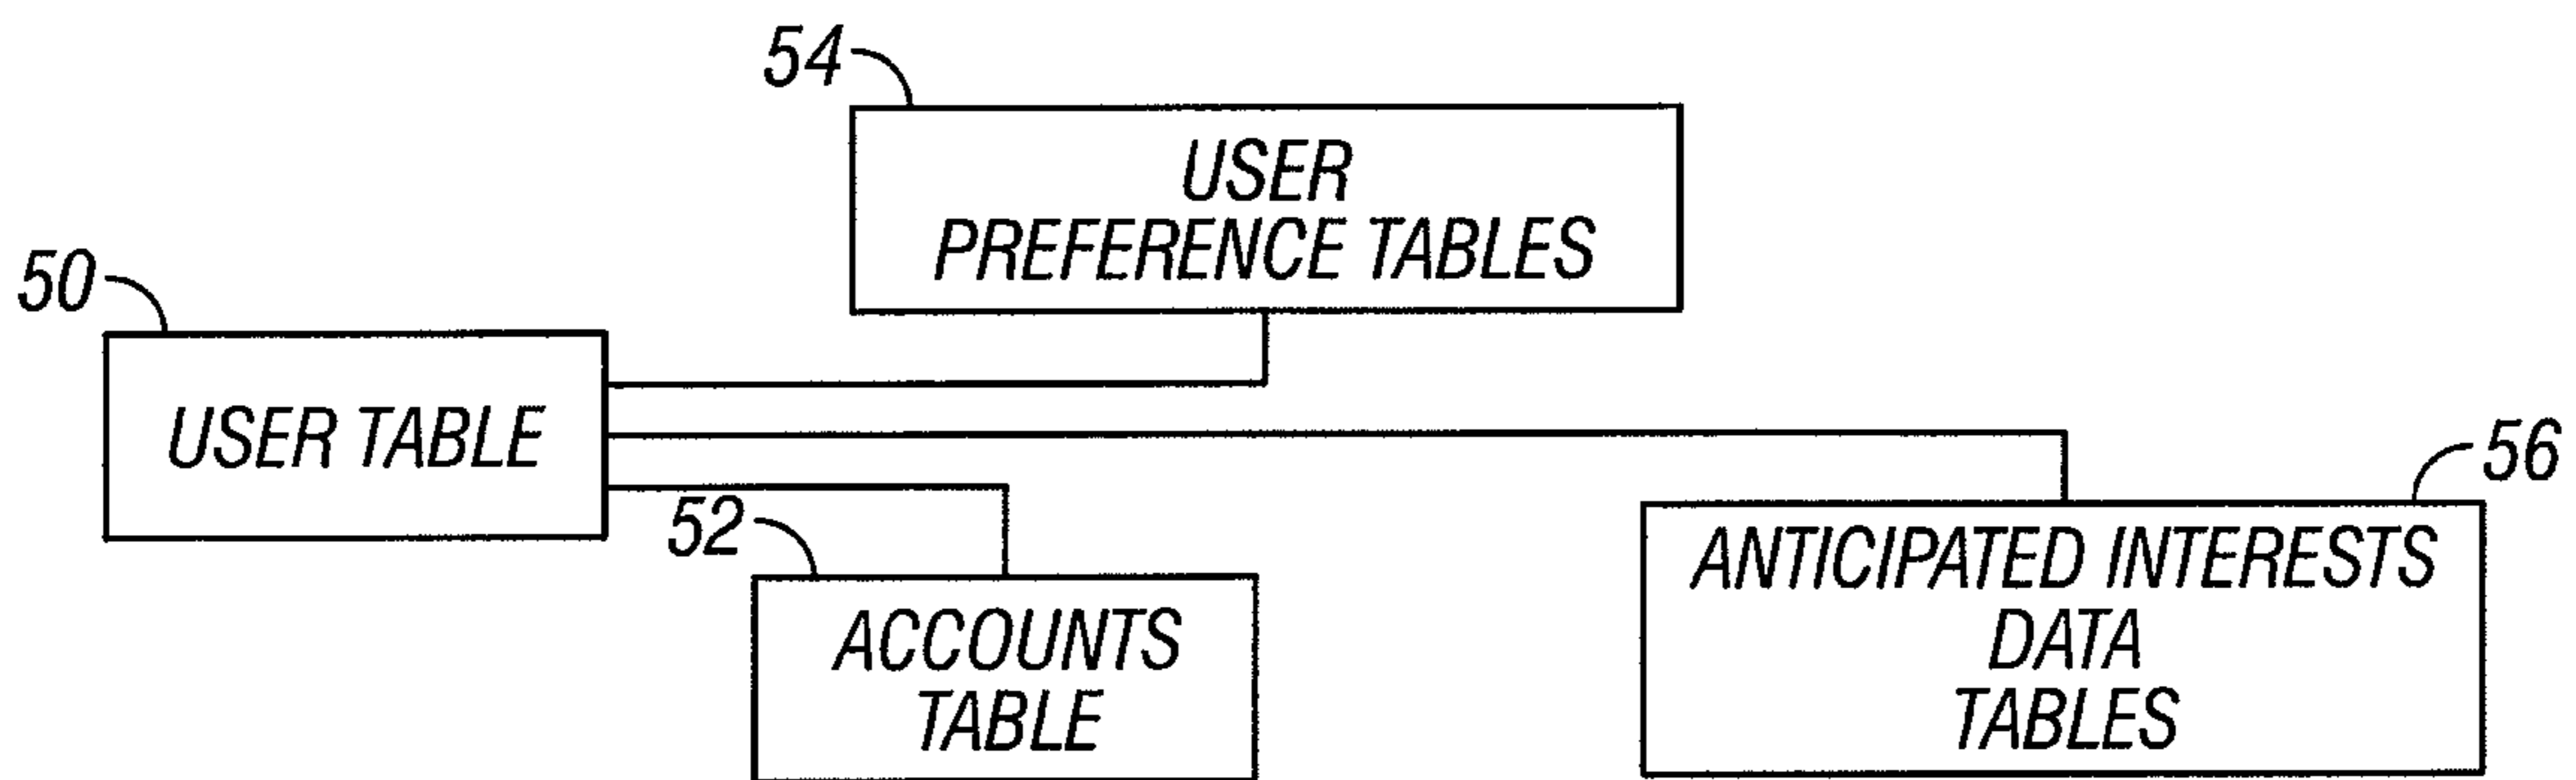 54
USER
PREFERENCE TABLES
50
USER TABLE
52
ACCOUNTS
TABLE
56
ANTICIPATED INTERESTS
DATA
TABLES